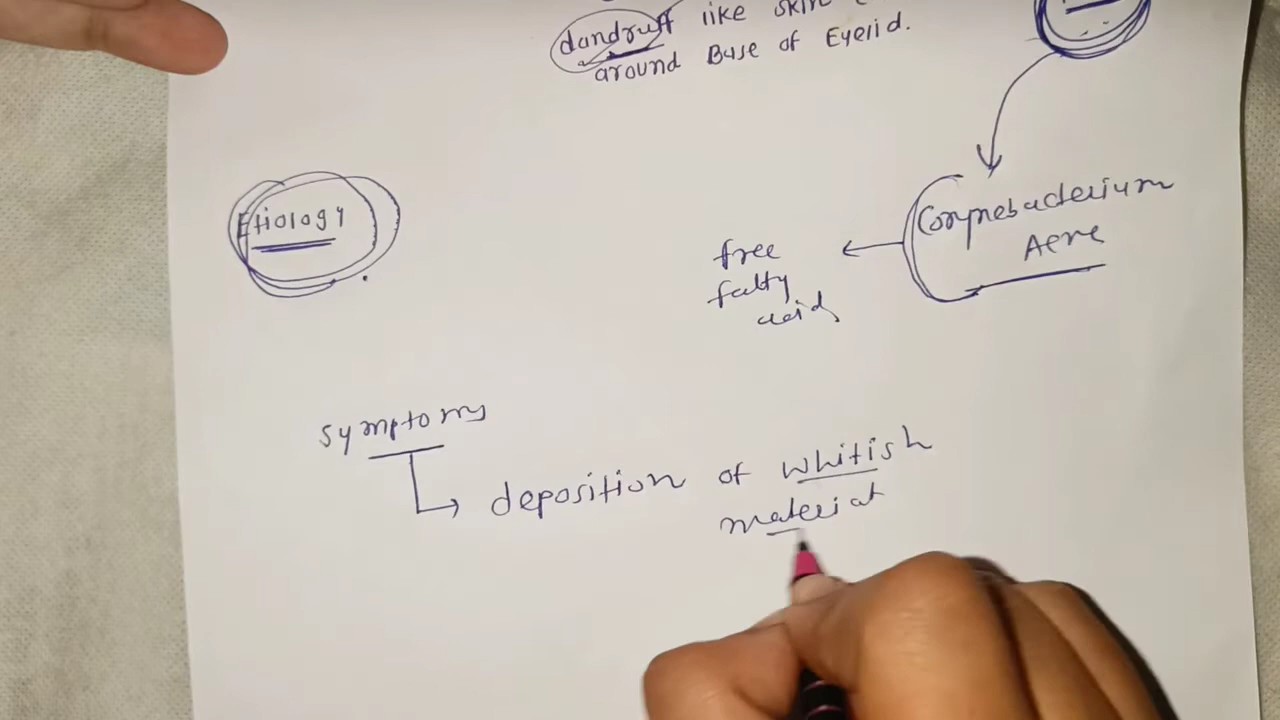 dandruff like skin
around Base of Eyelid.
Etiology
Corynebacterium
Acne
free
fatty
acid
symptoms
deposition of whitish
material